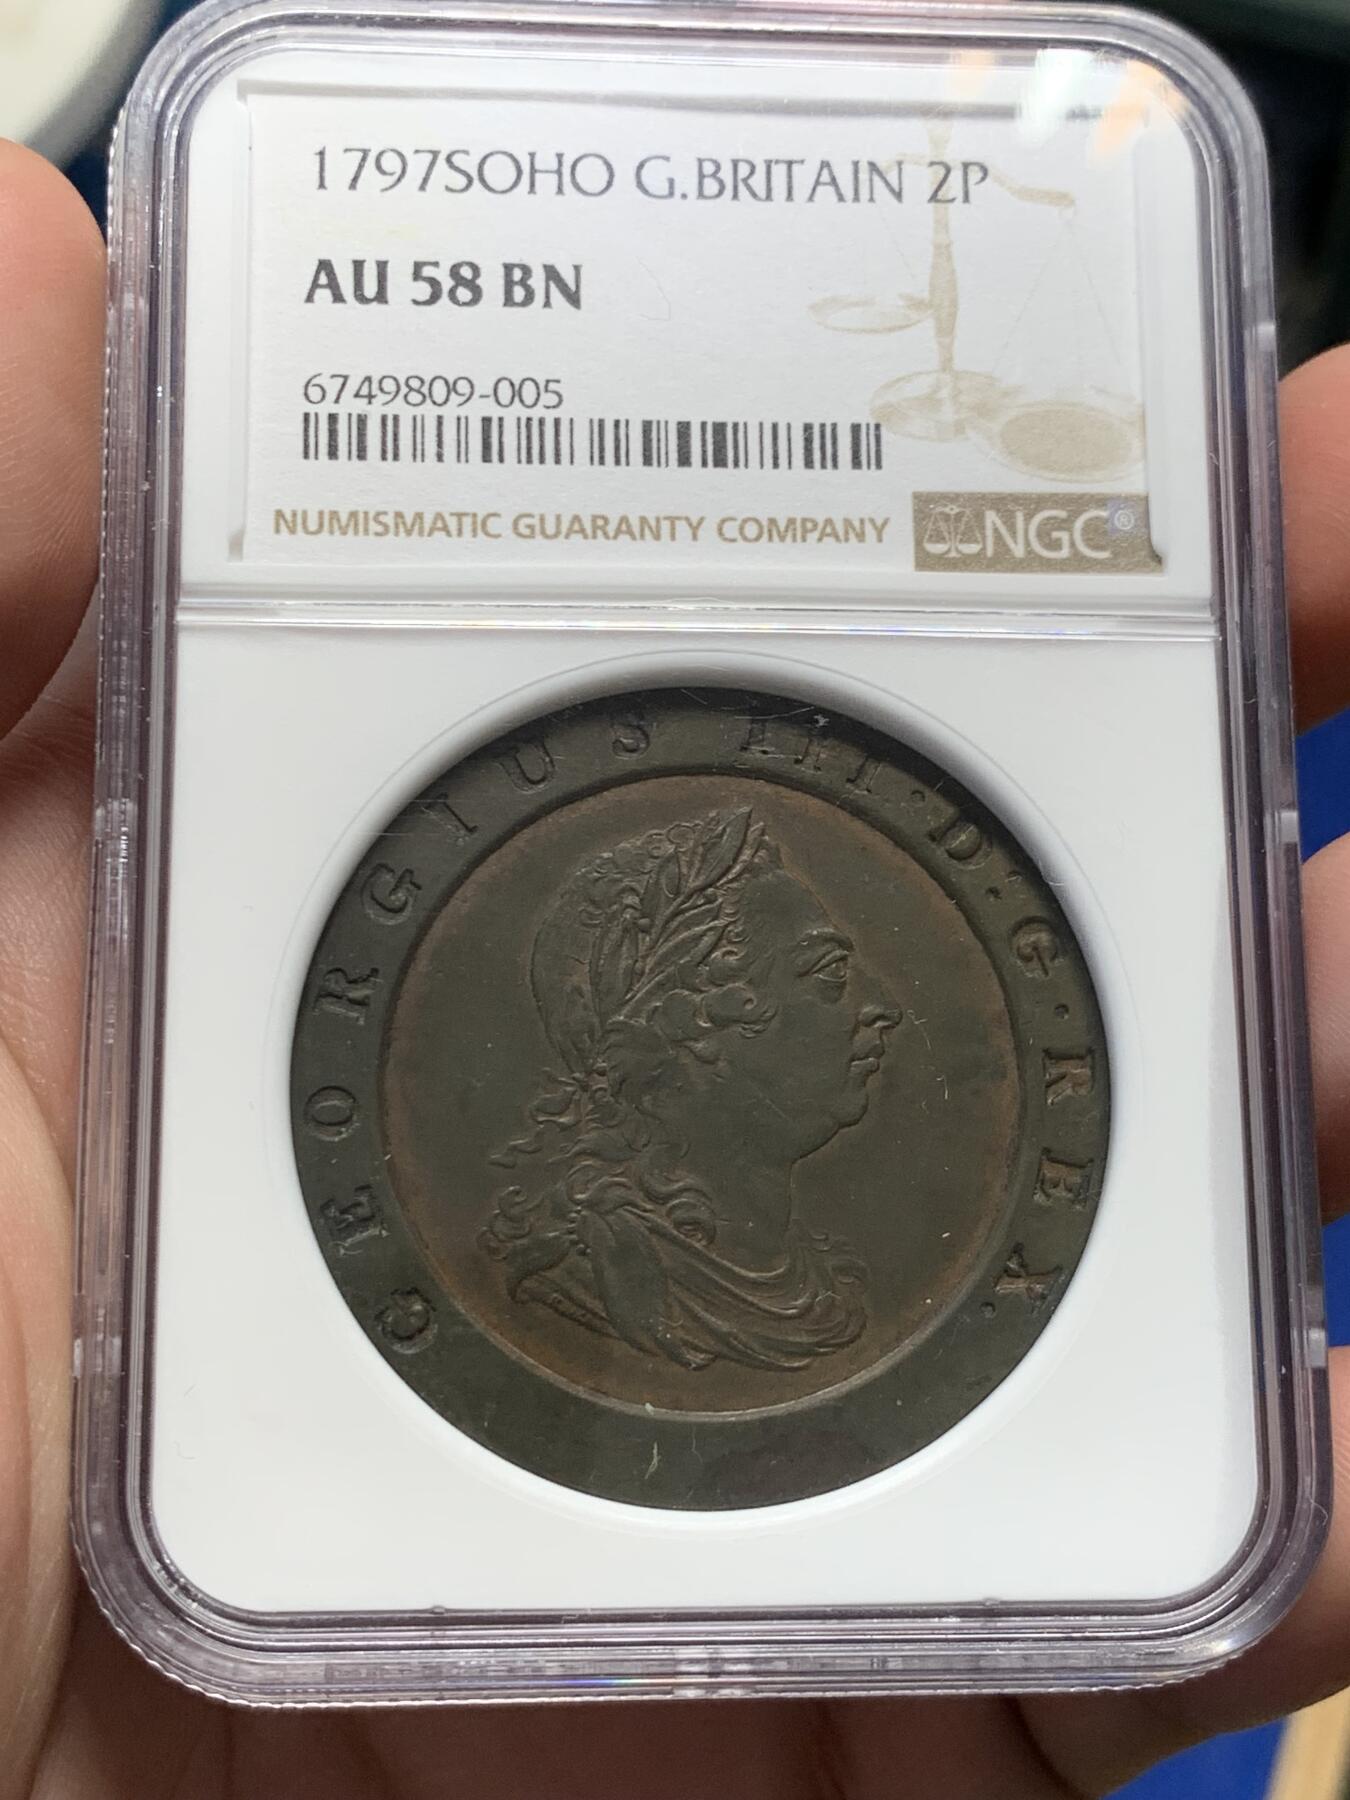 1797SOHO G.BRITAIN 2P
AU 58 BN
6749809-005
NUMISMATIC GUARANTY COMPANY
NGC®
GEORGIUS III·D·G·REX.